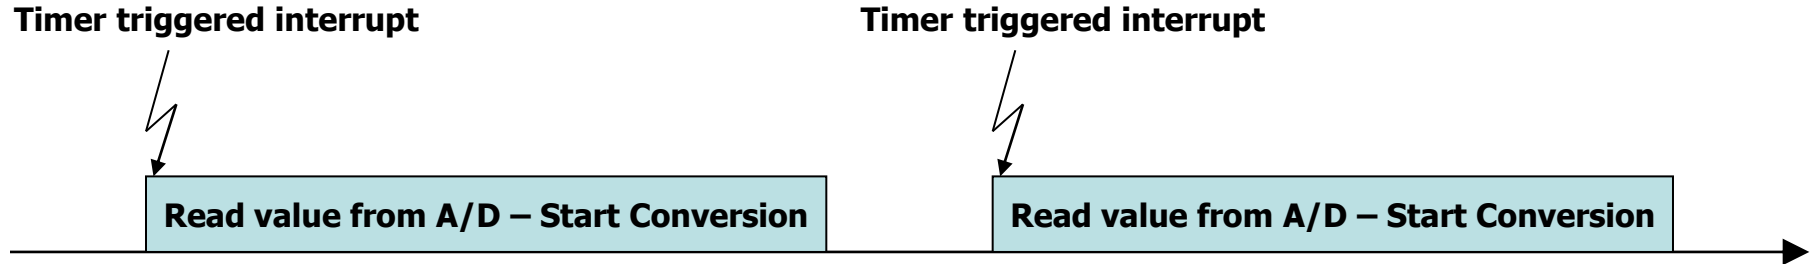 Timer triggered interrupt
Timer triggered interrupt
Read value from A/D – Start Conversion
Read value from A/D – Start Conversion